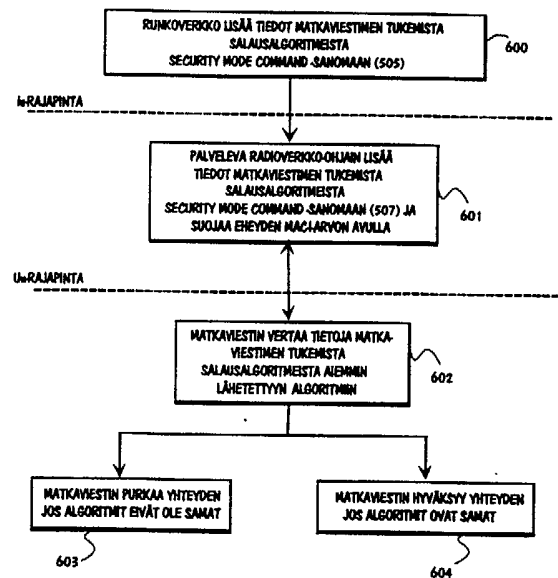 RUNKOVERKKO LISÄÄ TIEDOT MATKAVIESTIMEN TUKEMISTA
SALAUSALGORITMEISTA
SECURITY MODE COMMAND -SANOMAAN (505)
600
Iu-RAJAPINTA
PALVELEVA RADIOVERKKO-OHJAIN LISÄÄ
TIEDOT MATKAVIESTIMEN TUKEMISTA
SALAUSALGORITMEISTA
SECURITY MODE COMMAND-SANOMAAN (507) JA
SUOJAA EHEYDEN MACI-ARVON AVULLA
601
Uu-RAJAPINTA
MATKAVIESTIN VERTAA TIETOJA MATKA-
VIESTIMEN TUKEMISTA
SALAUSALGORITMEISTA AIEMMIN
LÄHETETTYYN ALGORITMIIN
602
MATKAVIESTIN PURKAA YHTEYDEN
JOS ALGORITMIT EIVÄT OLE SAMAT
603
MATKAVIESTIN HYVÄKSYY YHTEYDEN
JOS ALGORITMIT OVAT SAMAT
604